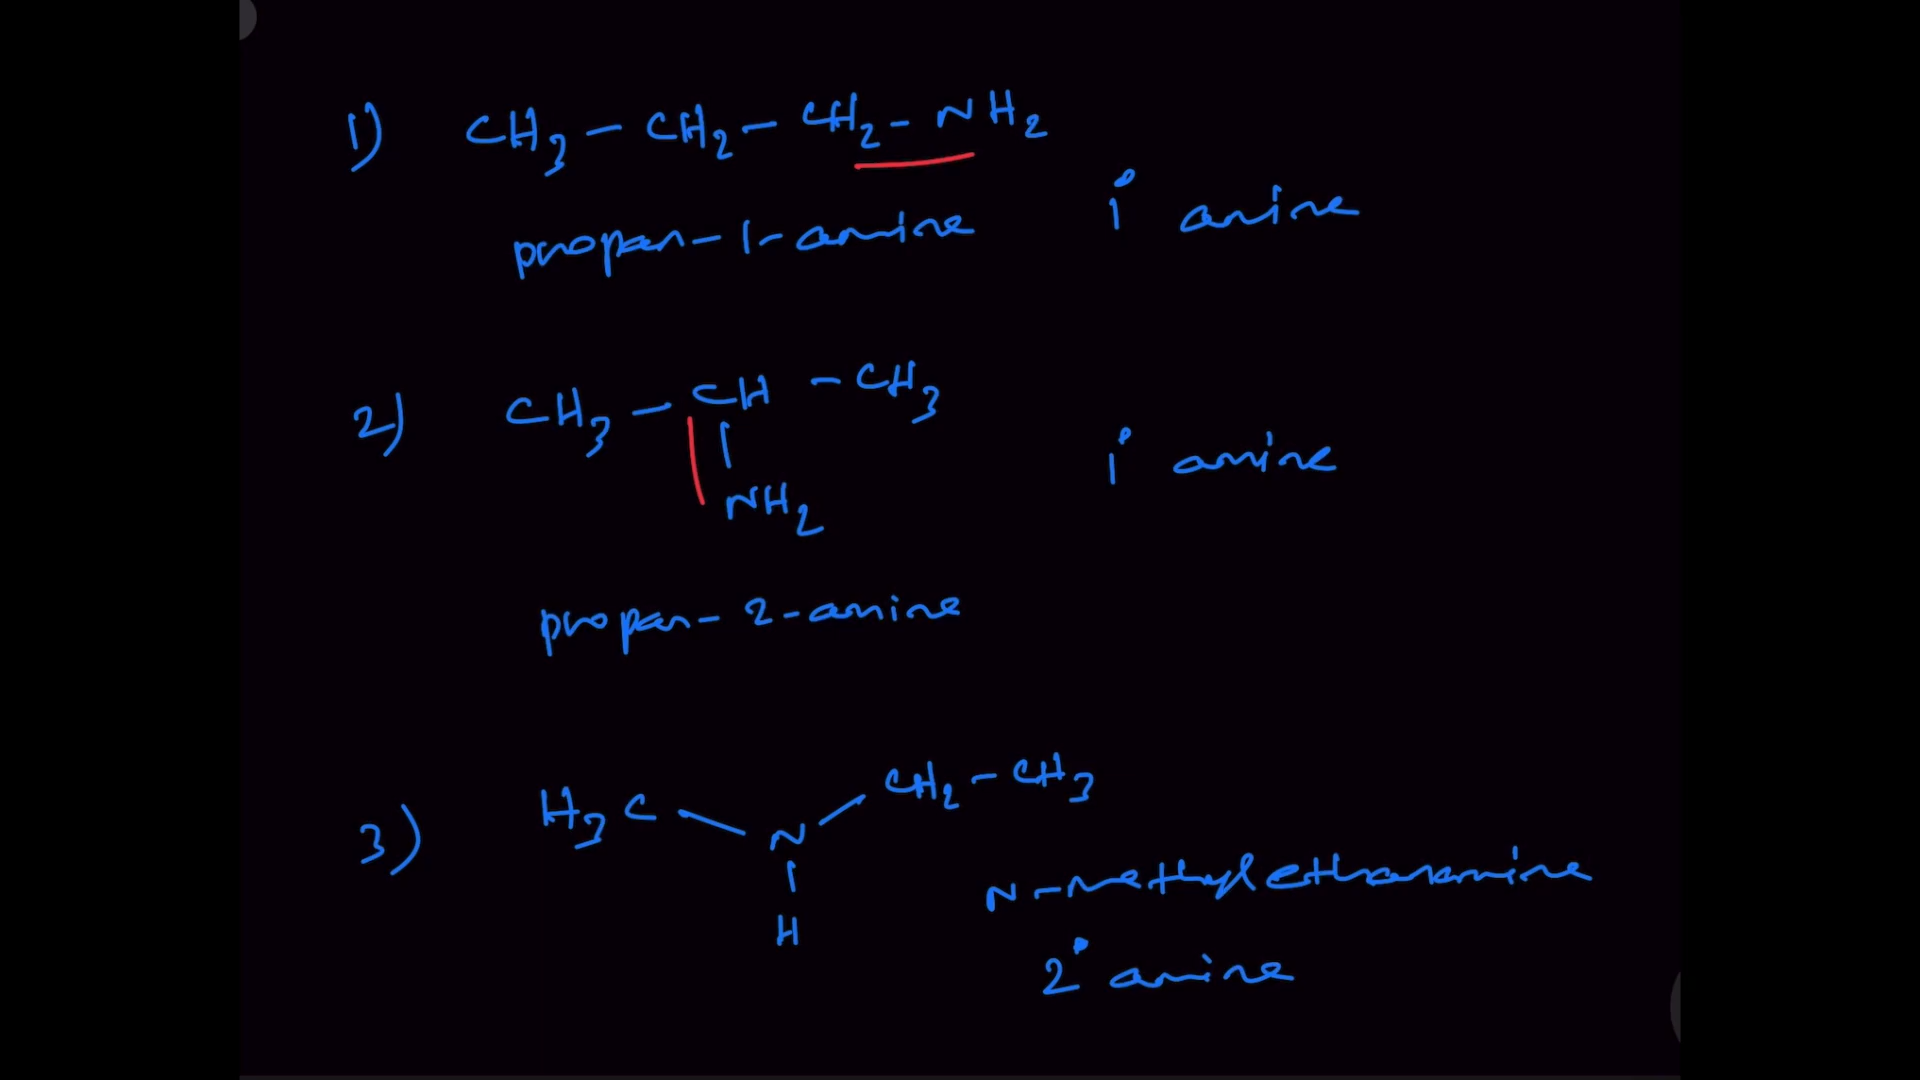 1) CH₃ – CH₂ – CH₂ – NH₂
propan-1-amine 1° amine
2) CH₃ – CH – CH₃
|
NH₂
1° amine
propan-2-amine
3) H₃C N CH₂ – CH₃
|
H
N-methylethanamine
2° amine